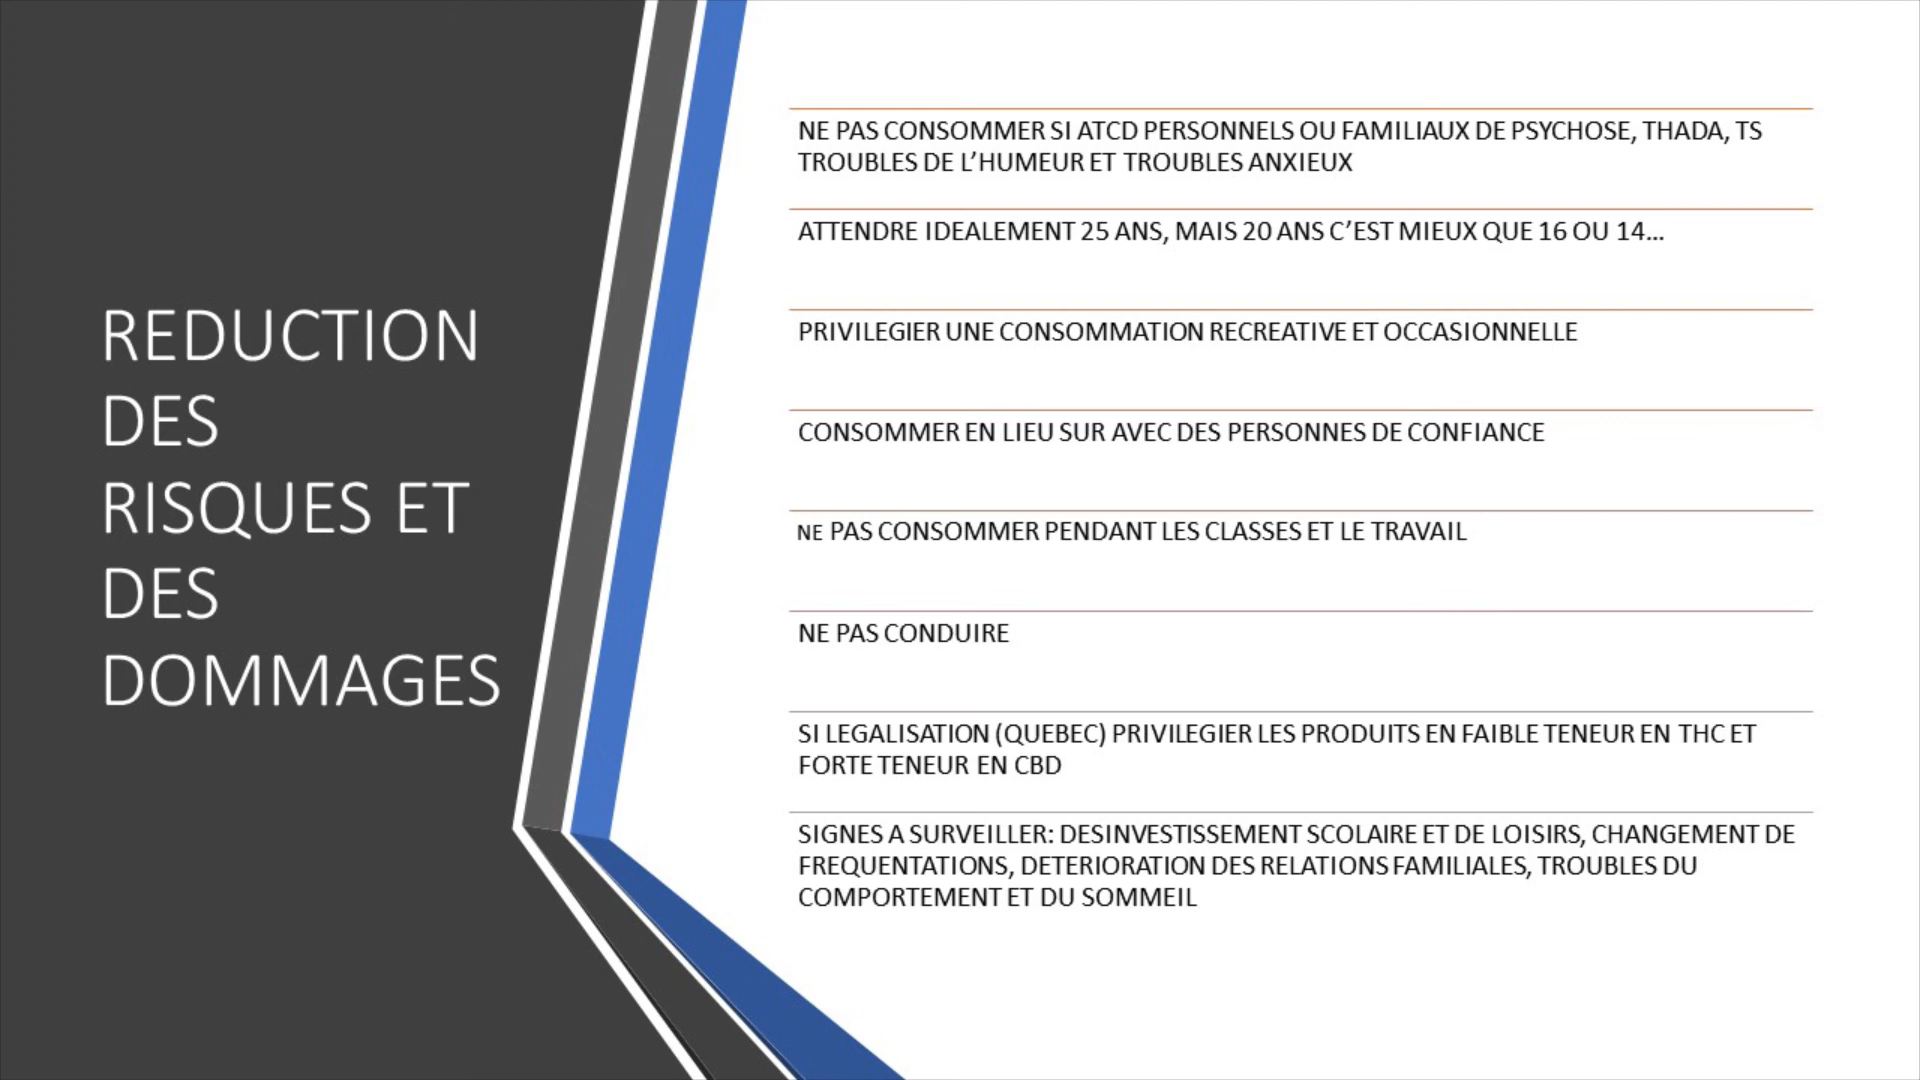 REDUCTION
DES
RISQUES ET
DES
DOMMAGES
NE PAS CONSOMMER SI ATCD PERSONNELS OU FAMILIAUX DE PSYCHOSE, THADA, TS
TROUBLES DE L’HUMEUR ET TROUBLES ANXIEUX
ATTENDRE IDEALEMENT 25 ANS, MAIS 20 ANS C’EST MIEUX QUE 16 OU 14…
PRIVILEGIER UNE CONSOMMATION RECREATIVE ET OCCASIONNELLE
CONSOMMER EN LIEU SUR AVEC DES PERSONNES DE CONFIANCE
NE PAS CONSOMMER PENDANT LES CLASSES ET LE TRAVAIL
NE PAS CONDUIRE
SI LEGALISATION (QUEBEC) PRIVILEGIER LES PRODUITS EN FAIBLE TENEUR EN THC ET
FORTE TENEUR EN CBD
SIGNES A SURVEILLER: DESINVESTISSEMENT SCOLAIRE ET DE LOISIRS, CHANGEMENT DE
FREQUENTATIONS, DETERIORATION DES RELATIONS FAMILIALES, TROUBLES DU
COMPORTEMENT ET DU SOMMEIL